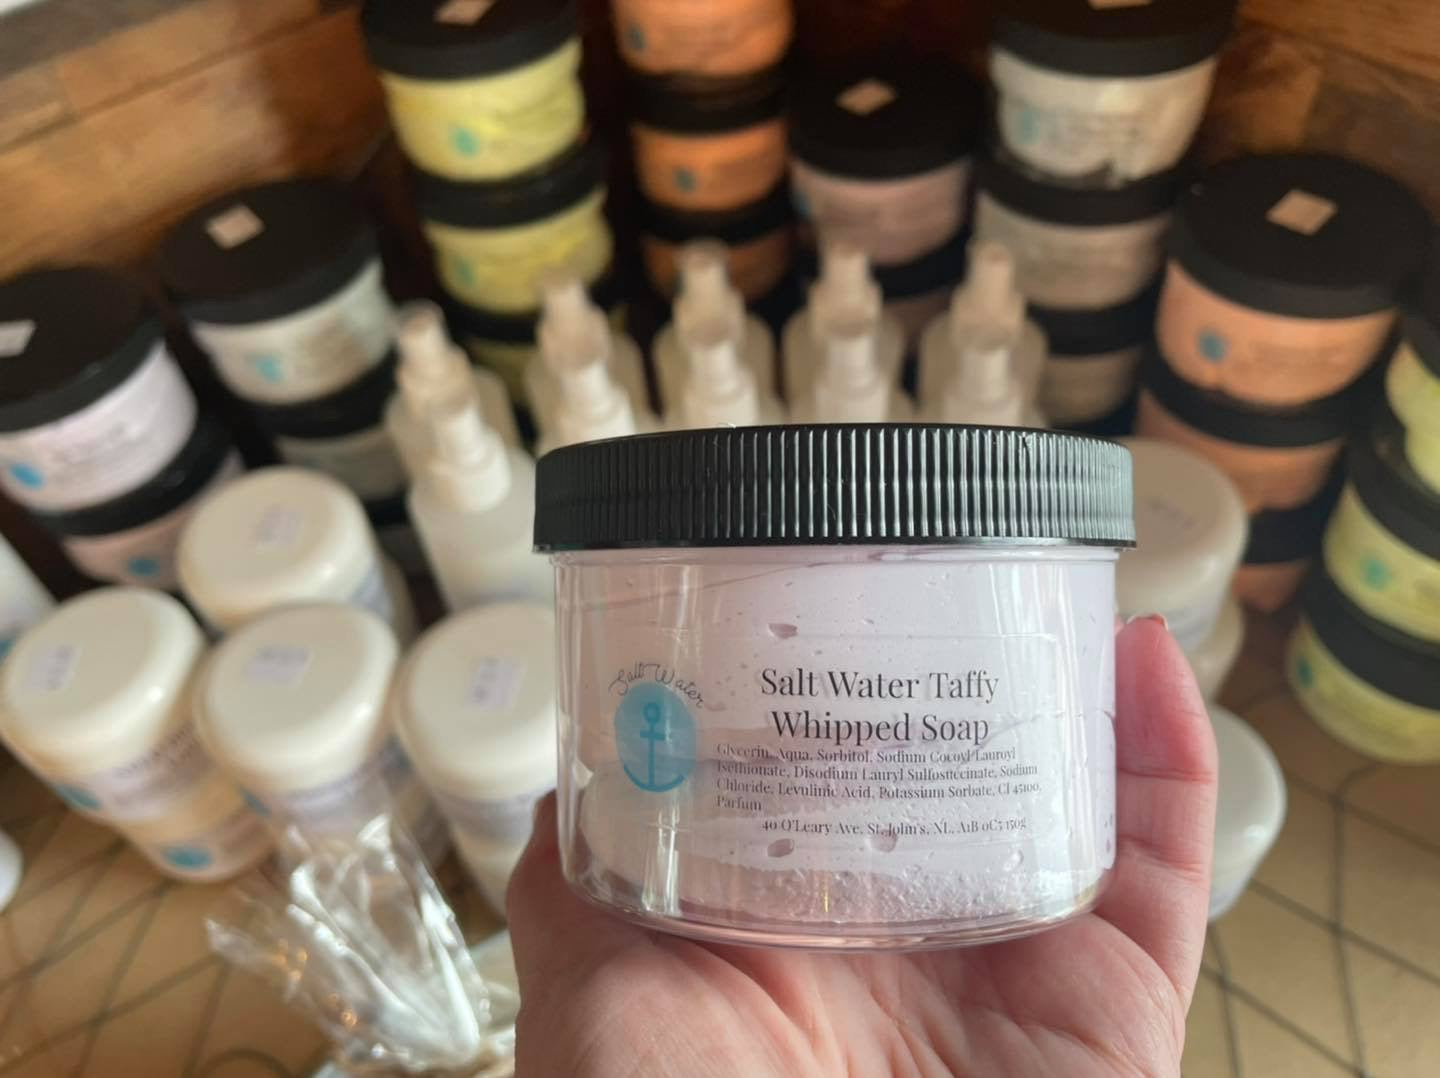 Salt Water
Salt Water Taffy
Whipped Soap
Glycerin, Aqua, Sorbitol, Sodium Cocoyl Lauroyl
Isethionate, Disodium Lauryl Sulfosuccinate, Sodium
Chloride, Levulinic Acid, Potassium Sorbate, CI 45100,
Parfum
40 O'Leary Ave, St. John's, NL, A1B 0C5 150g